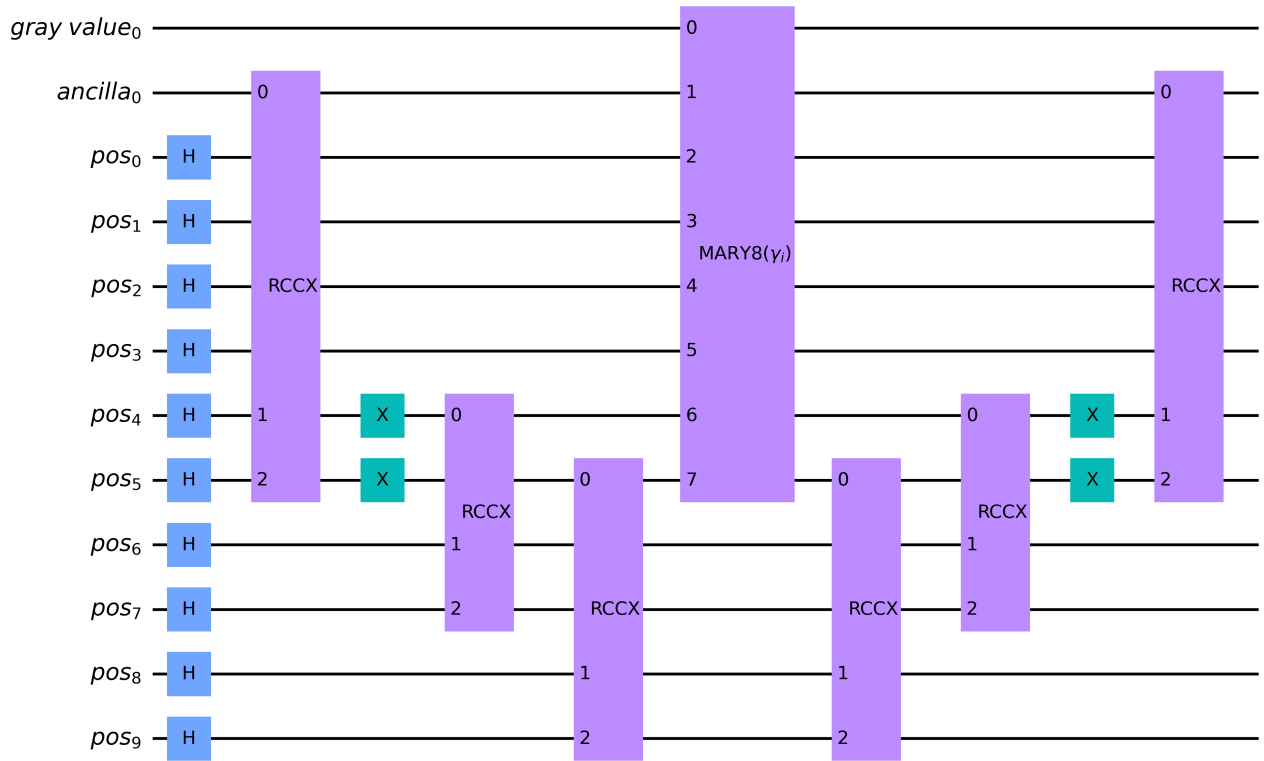 gray value₀ 0
ancilla₀ 0 1 0
pos₀ H 2
pos₁ H 3
MARY8(γᵢ)
pos₂ H RCCX 4 RCCX
pos₃ H 5
pos₄ H 1 X 0 6 0 X 1
pos₅ H 2 X 0 7 0 X 2
RCCX RCCX
pos₆ H 1 1
pos₇ H 2 RCCX RCCX 2
pos₈ H 1 1
pos₉ H 2 2